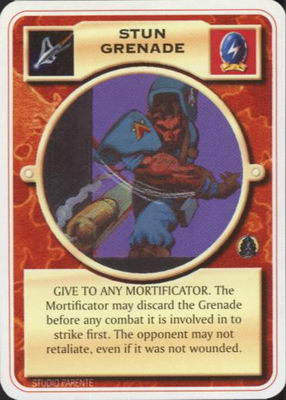 STUN
GRENADE
GIVE TO ANY MORTIFICATOR. The
Mortificator may discard the Grenade
before any combat it is involved in to
strike first. The opponent may not
retaliate, even if it was not wounded.
STUDIO PARENTE